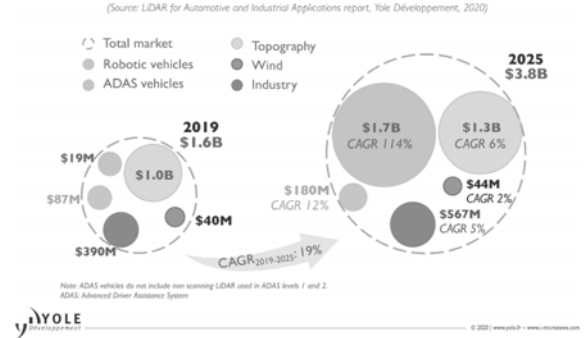 (Source: LiDAR for Automotive and Industrial Applications report, Yole Développement, 2020)
Total market
Robotic vehicles
ADAS vehicles
Topography
Wind
Industry
2019
$1.6B
$19M
$1.0B
$87M
$40M
$390M
CAGR2019-2025: 19%
2025
$3.8B
$1.7B
CAGR 114%
$1.3B
CAGR 6%
$180M
CAGR 12%
$44M
CAGR 2%
$567M
CAGR 5%
Note: ADAS vehicles do not include non scanning LiDAR used in ADAS levels 1 and 2.
ADAS: Advanced Driver Assistance System
YOLE
Développement
© 2020 | www.yole.fr – www.i-micronews.com